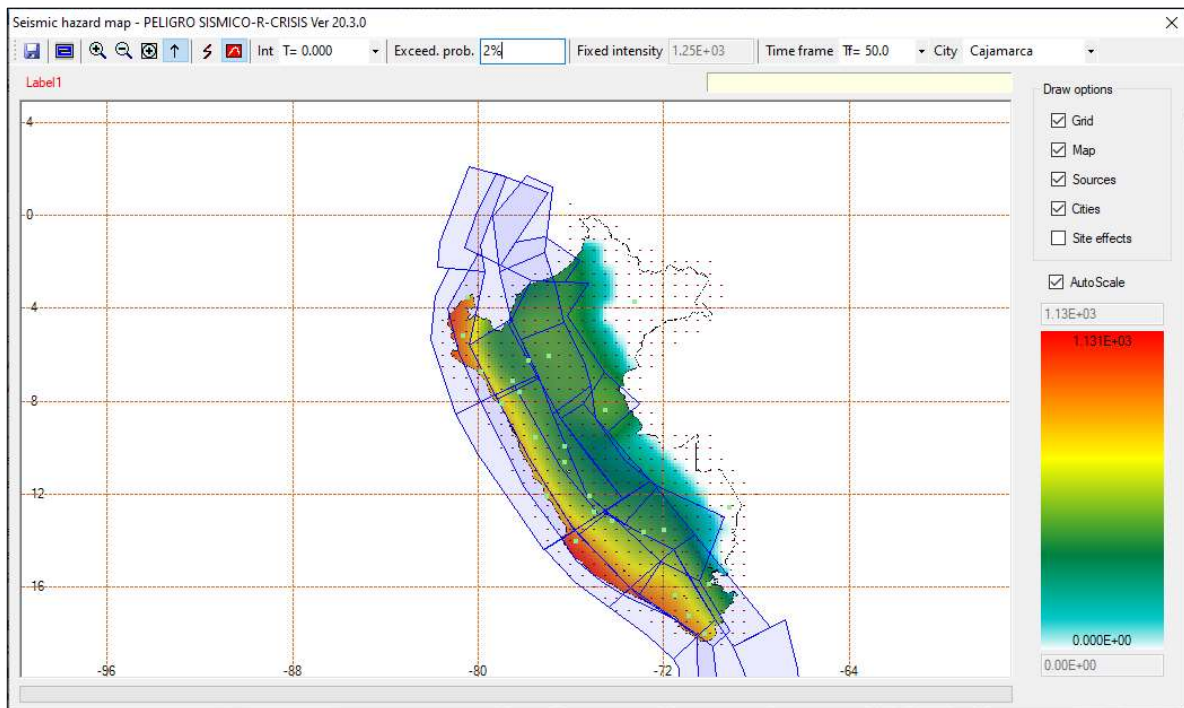 Seismic hazard map - PELIGRO SISMICO-R-CRISIS Ver 20.3.0
Int T= 0.000 Exceed. prob. 2% Fixed intensity 1.25E+03 Time frame Tf= 50.0 City Cajamarca
Label1
Draw options
Grid
Map
Sources
Cities
Site effects
AutoScale
1.13E+03
1.131E+03
0.000E+00
0.00E+00
4
0
4
8
12
16
-96 -88 -80 -72 -64